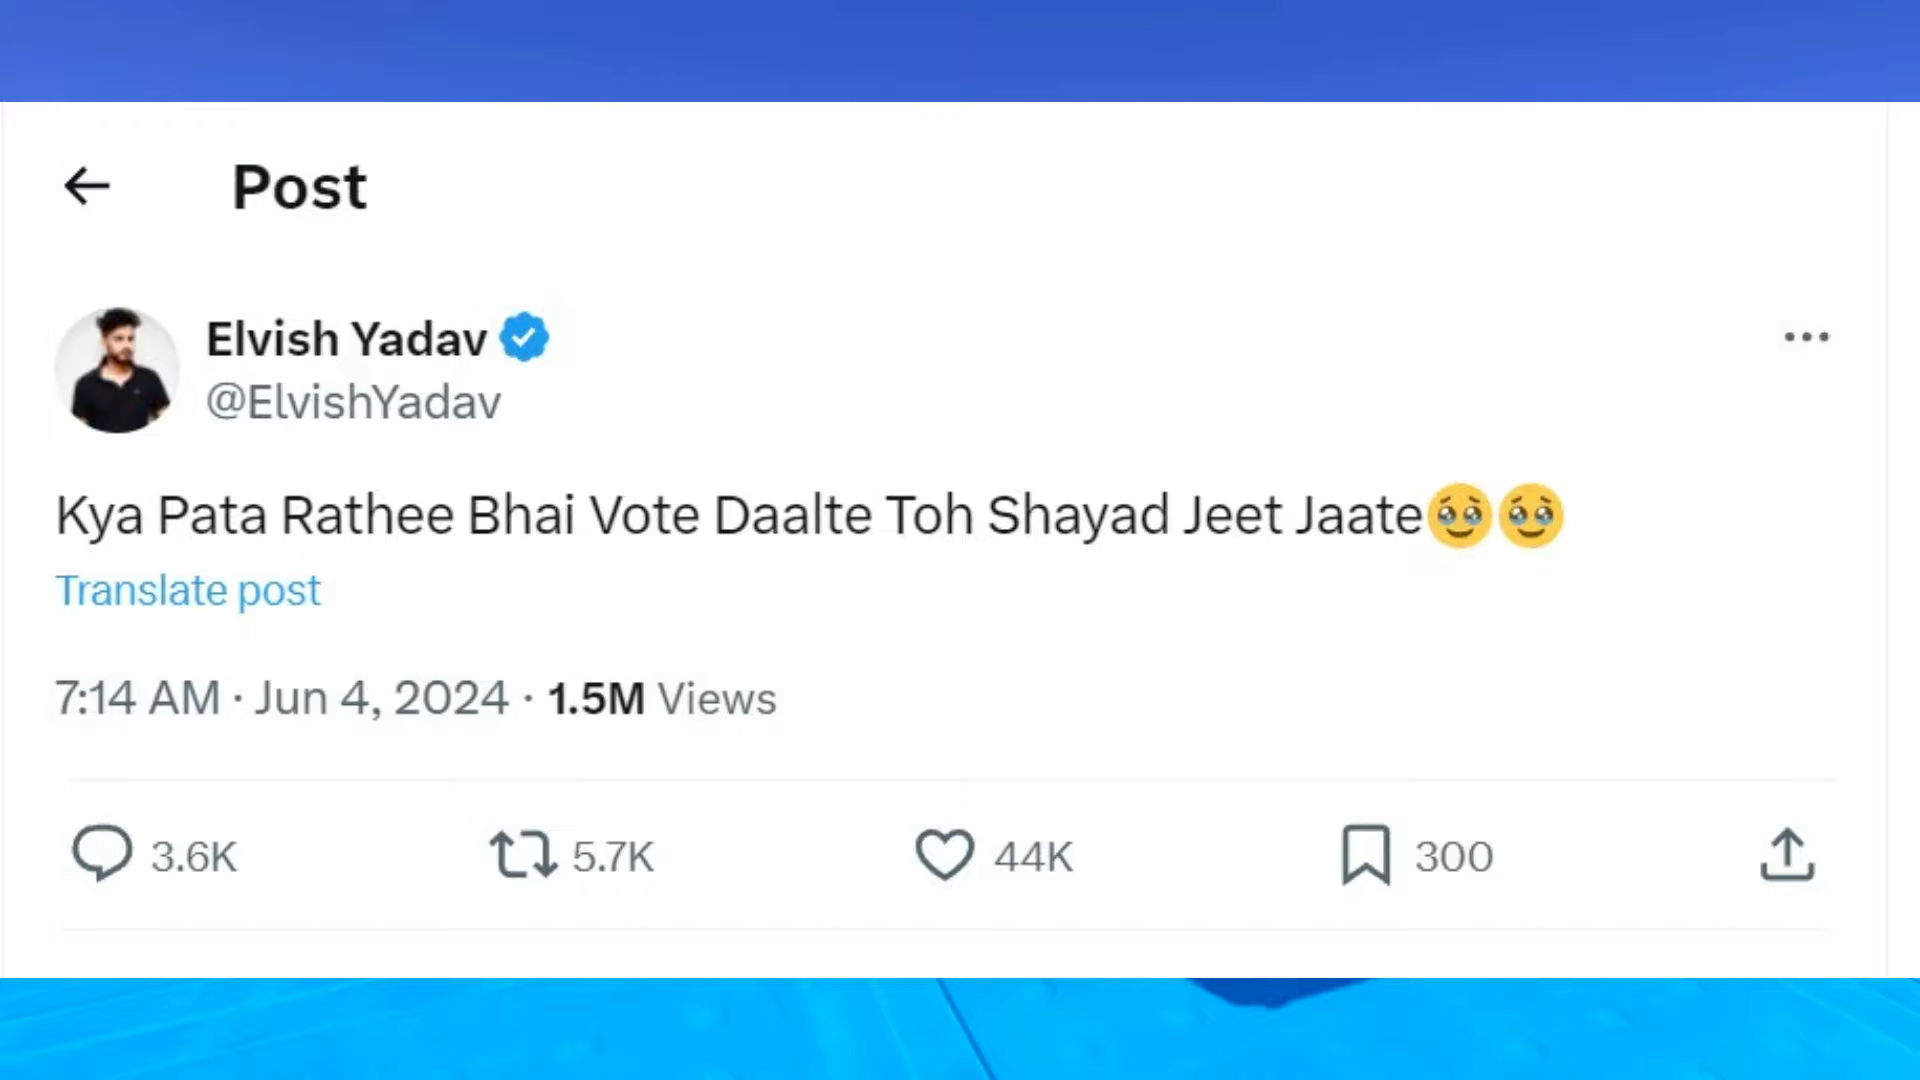 Post
Elvish Yadav
@ElvishYadav
Kya Pata Rathee Bhai Vote Daalte Toh Shayad Jeet Jaate🥹🥹
Translate post
7:14 AM · Jun 4, 2024 · 1.5M Views
3.6K 5.7K 44K 300